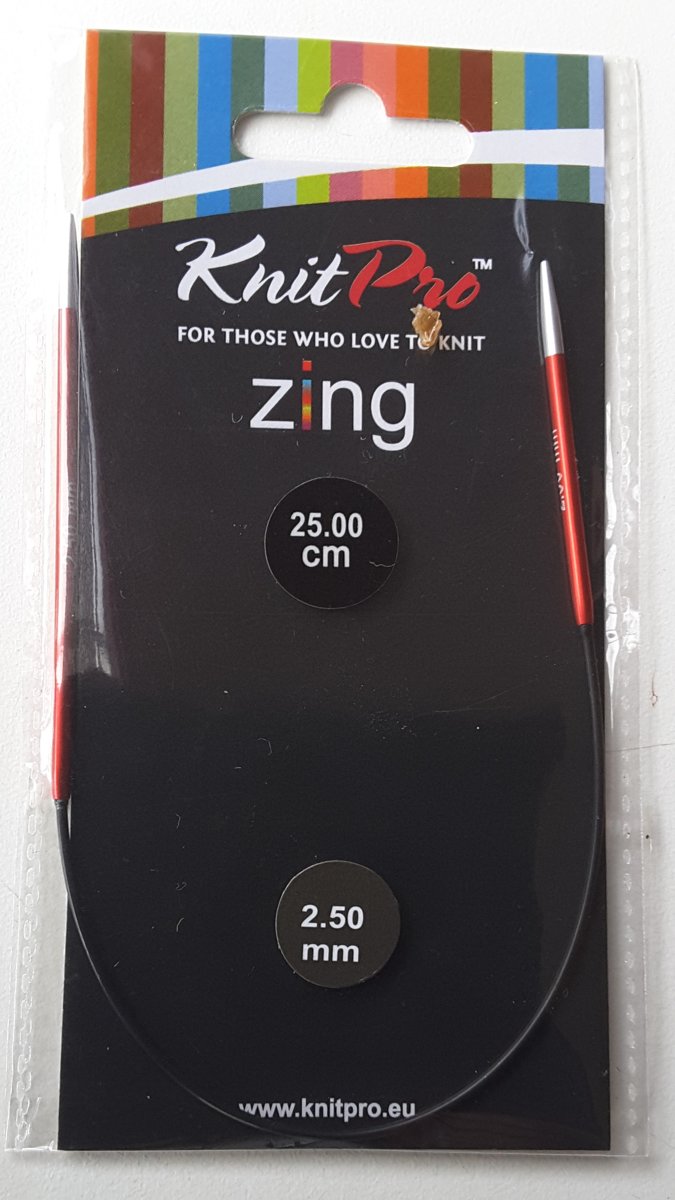 KnitPro™
FOR THOSE WHO LOVE TO KNIT
zing
25.00
cm
2.50
mm
www.knitpro.eu